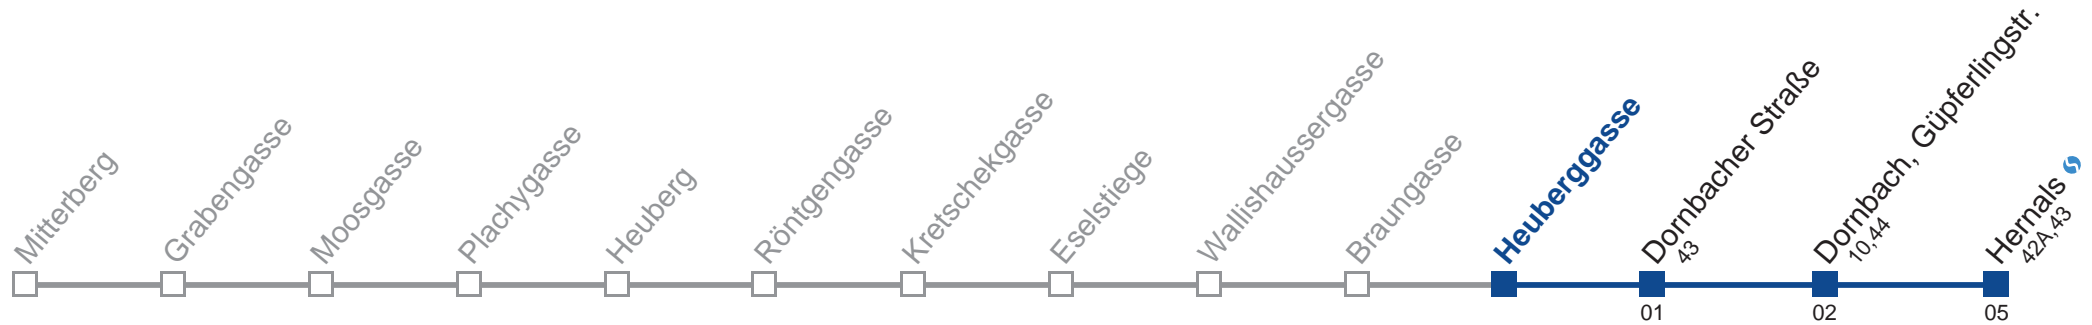 Mitterberg
Grabengasse
Moosgasse
Plachygasse
Heuberg
Röntgengasse
Kretschekgasse
Eselstiege
Wallishaussergasse
Braungasse
Heuberggasse
Dornbacher Straße
43
01
Dornbach, Güpferlingstr.
10,44
02
Hernals
42A,43
05